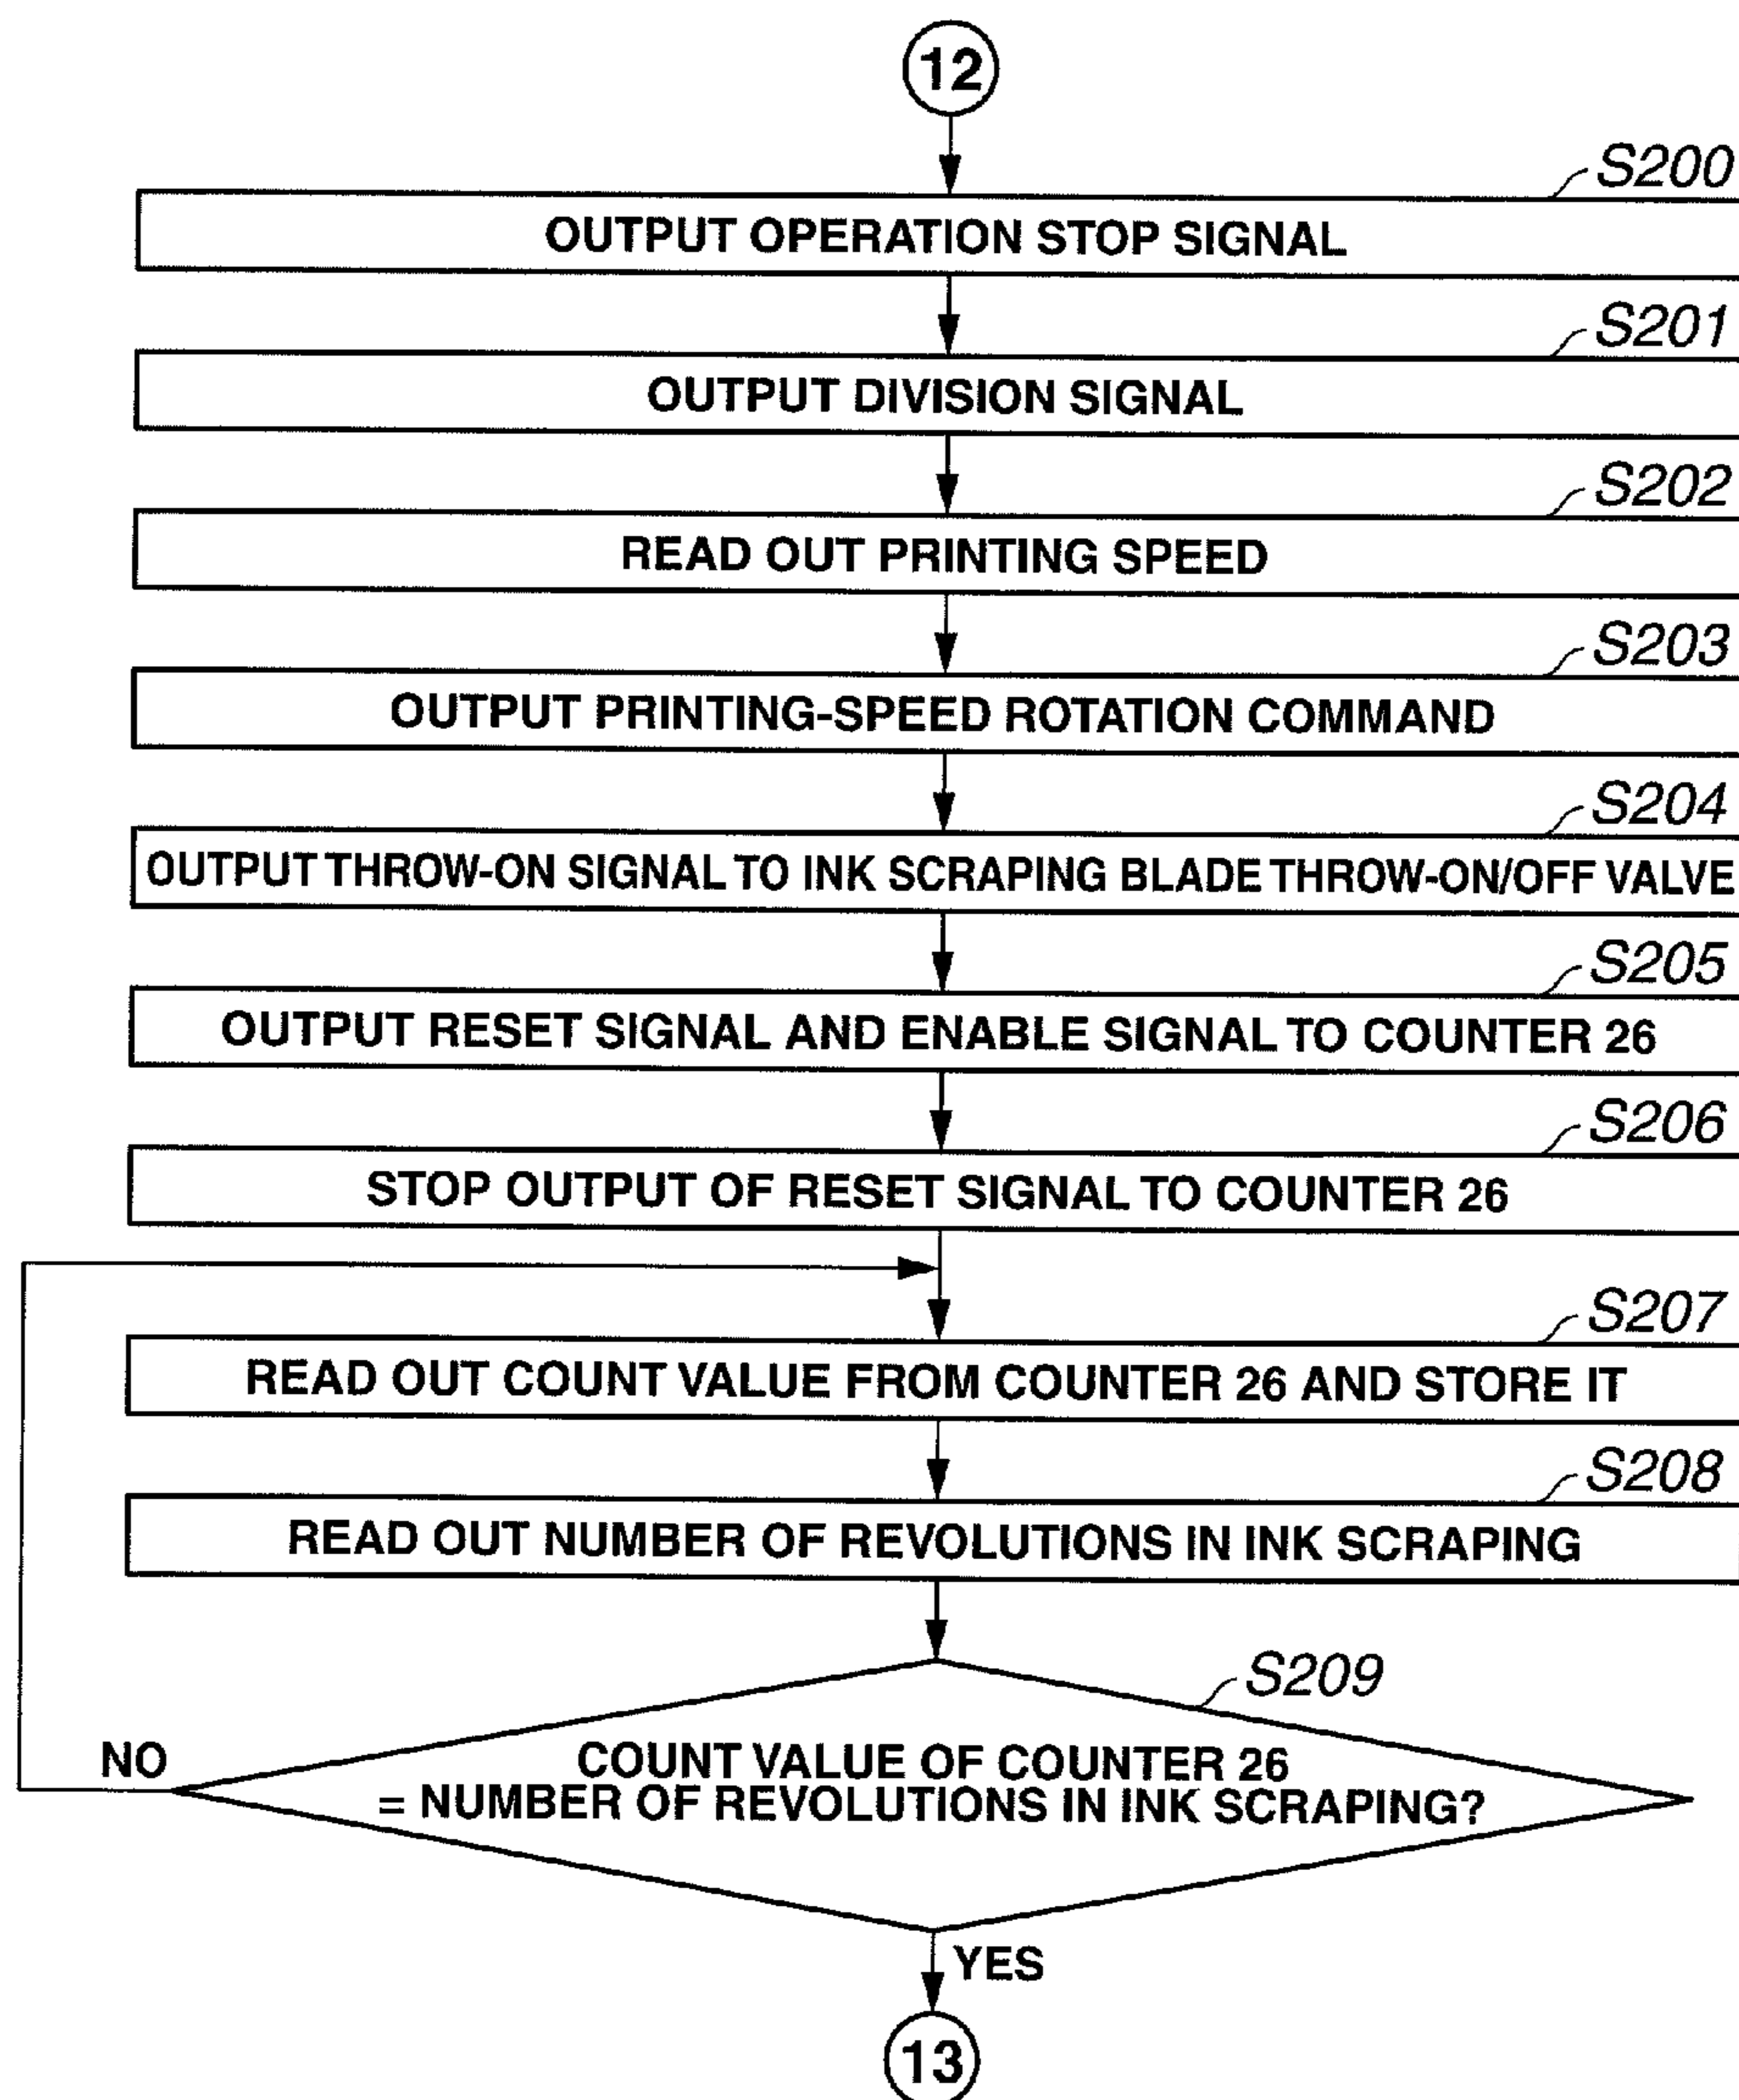 12
S200
OUTPUT OPERATION STOP SIGNAL
S201
OUTPUT DIVISION SIGNAL
S202
READ OUT PRINTING SPEED
S203
OUTPUT PRINTING-SPEED ROTATION COMMAND
S204
OUTPUT THROW-ON SIGNAL TO INK SCRAPING BLADE THROW-ON/OFF VALVE
S205
OUTPUT RESET SIGNAL AND ENABLE SIGNAL TO COUNTER 26
S206
STOP OUTPUT OF RESET SIGNAL TO COUNTER 26
S207
READ OUT COUNT VALUE FROM COUNTER 26 AND STORE IT
S208
READ OUT NUMBER OF REVOLUTIONS IN INK SCRAPING
S209
NO
COUNT VALUE OF COUNTER 26
= NUMBER OF REVOLUTIONS IN INK SCRAPING?
YES
13